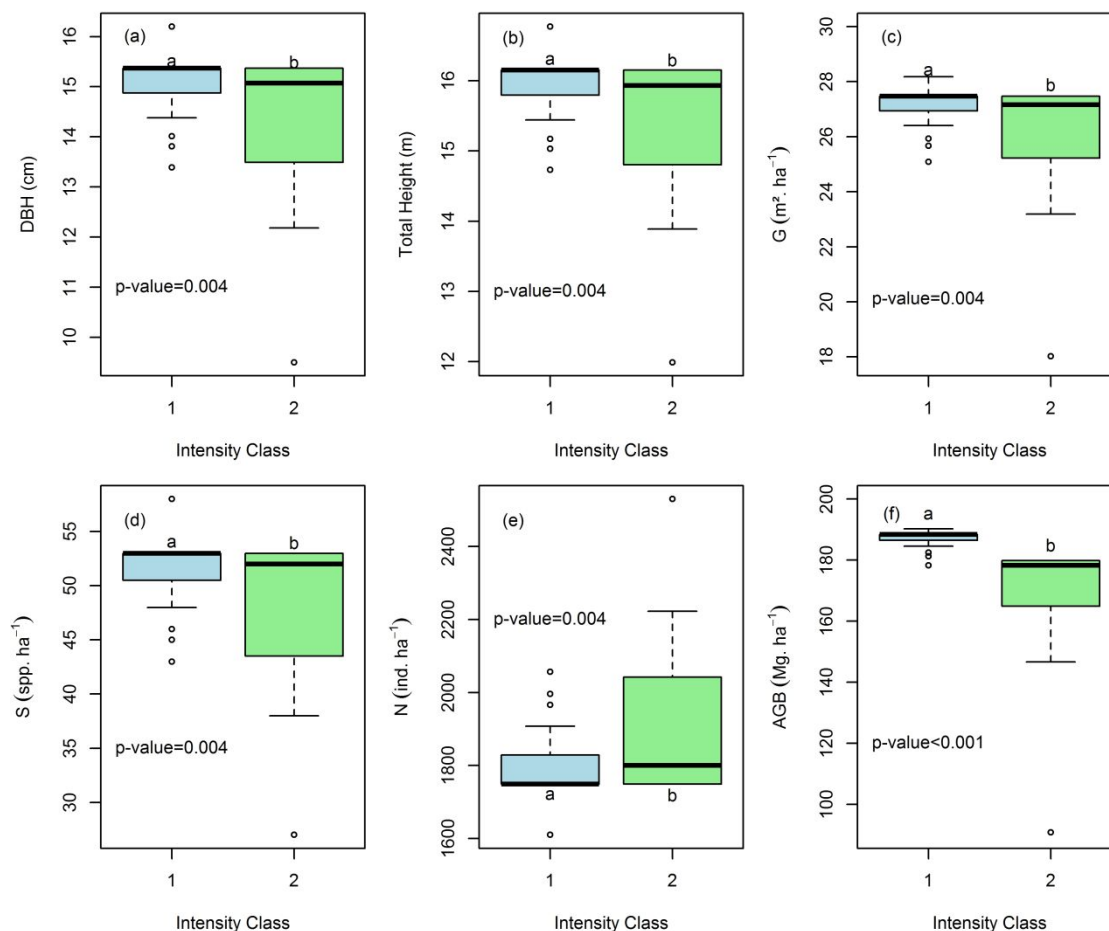 (a)
a
b
DBH (cm)
16
15
14
13
12
11
10
p-value=0.004
1
2
Intensity Class
(b)
a
b
Total Height (m)
16
15
14
13
12
p-value=0.004
1
2
Intensity Class
(c)
a
b
G (m². ha⁻¹)
30
28
26
24
22
20
18
p-value=0.004
1
2
Intensity Class
(d)
a
b
S (spp. ha⁻¹)
55
50
45
40
35
30
p-value=0.004
1
2
Intensity Class
(e)
a
b
N (ind. ha⁻¹)
2400
2200
2000
1800
1600
p-value=0.004
1
2
Intensity Class
(f)
a
b
AGB (Mg. ha⁻¹)
200
180
160
140
120
100
p-value<0.001
1
2
Intensity Class